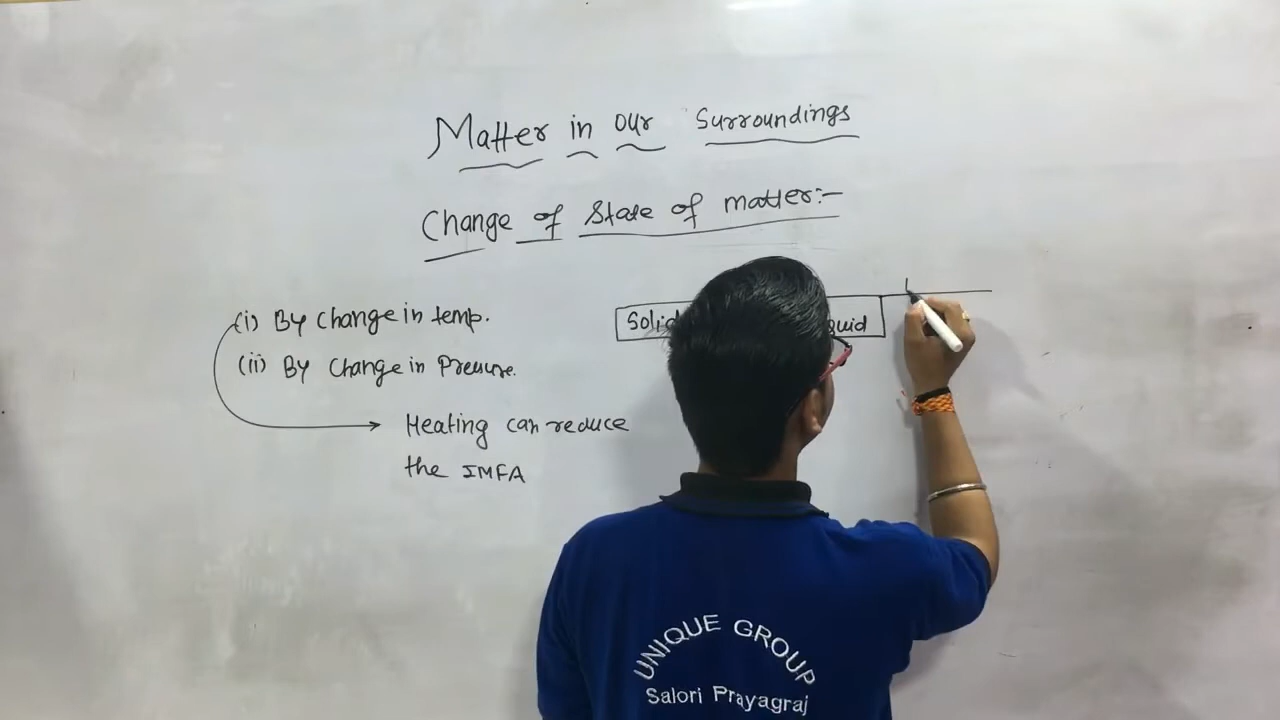 Matter in our Surroundings
Change of State of matter:-
(i) By Change in temp.
(ii) By Change in Pressure.
Heating can reduce
the IMFA
Solid
quid
UNIQUE GROUP
Salori Prayagraj